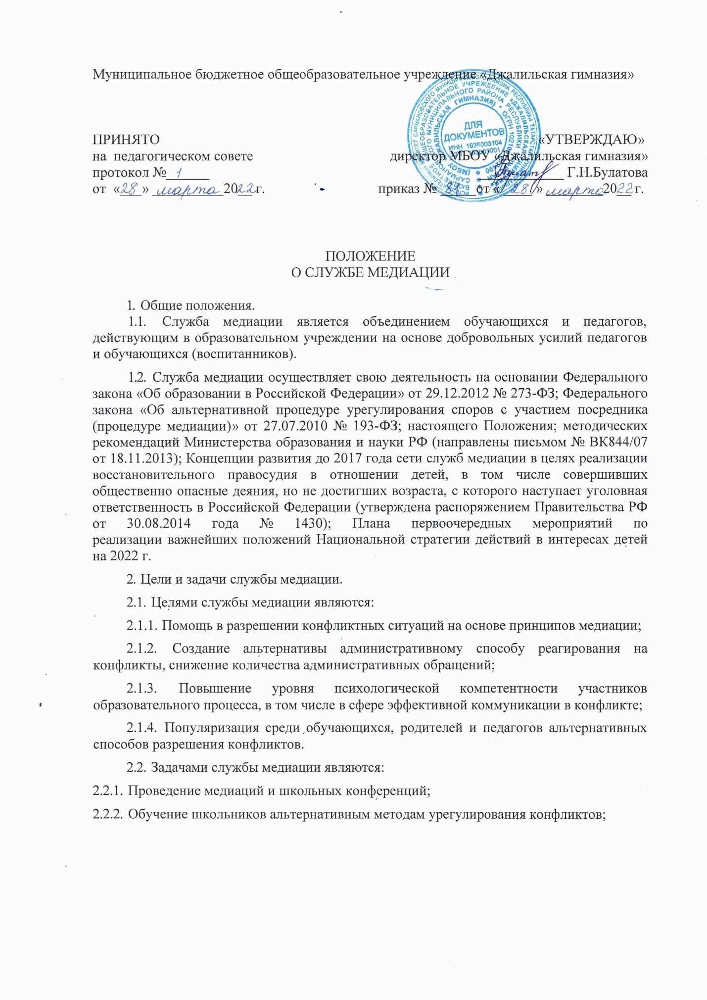 Муниципальное бюджетное общеобразовательное учреждение «Джалильская гимназия»
ДЛЯ
ДОКУМЕНТОВ
ИНН 1636003104
ПРИНЯТО «УТВЕРЖДАЮ»
на педагогическом совете директор МБОУ «Джалильская гимназия»
протокол № 1 Г.Н.Булатова
от «28» марта 2022 г. приказ № от «28» марта 2022 г.
ПОЛОЖЕНИЕ
О СЛУЖБЕ МЕДИАЦИИ
1. Общие положения.
1.1. Служба медиации является объединением обучающихся и педагогов,
действующим в образовательном учреждении на основе добровольных усилий педагогов
и обучающихся (воспитанников).
1.2. Служба медиации осуществляет свою деятельность на основании Федерального
закона «Об образовании в Российской Федерации» от 29.12.2012 № 273-ФЗ; Федерального
закона «Об альтернативной процедуре урегулирования споров с участием посредника
(процедуре медиации)» от 27.07.2010 № 193-ФЗ; настоящего Положения; методических
рекомендаций Министерства образования и науки РФ (направлены письмом № ВК844/07
от 18.11.2013); Концепции развития до 2017 года сети служб медиации в целях реализации
восстановительного правосудия в отношении детей, в том числе совершивших
общественно опасные деяния, но не достигших возраста, с которого наступает уголовная
ответственность в Российской Федерации (утверждена распоряжением Правительства РФ
от 30.08.2014 года № 1430); Плана первоочередных мероприятий по
реализации важнейших положений Национальной стратегии действий в интересах детей
на 2022 г.
2. Цели и задачи службы медиации.
2.1. Целями службы медиации являются:
2.1.1. Помощь в разрешении конфликтных ситуаций на основе принципов медиации;
2.1.2. Создание альтернативы административному способу реагирования на
конфликты, снижение количества административных обращений;
2.1.3. Повышение уровня психологической компетентности участников
образовательного процесса, в том числе в сфере эффективной коммуникации в конфликте;
2.1.4. Популяризация среди обучающихся, родителей и педагогов альтернативных
способов разрешения конфликтов.
2.2. Задачами службы медиации являются:
2.2.1. Проведение медиаций и школьных конференций;
2.2.2. Обучение школьников альтернативным методам урегулирования конфликтов;